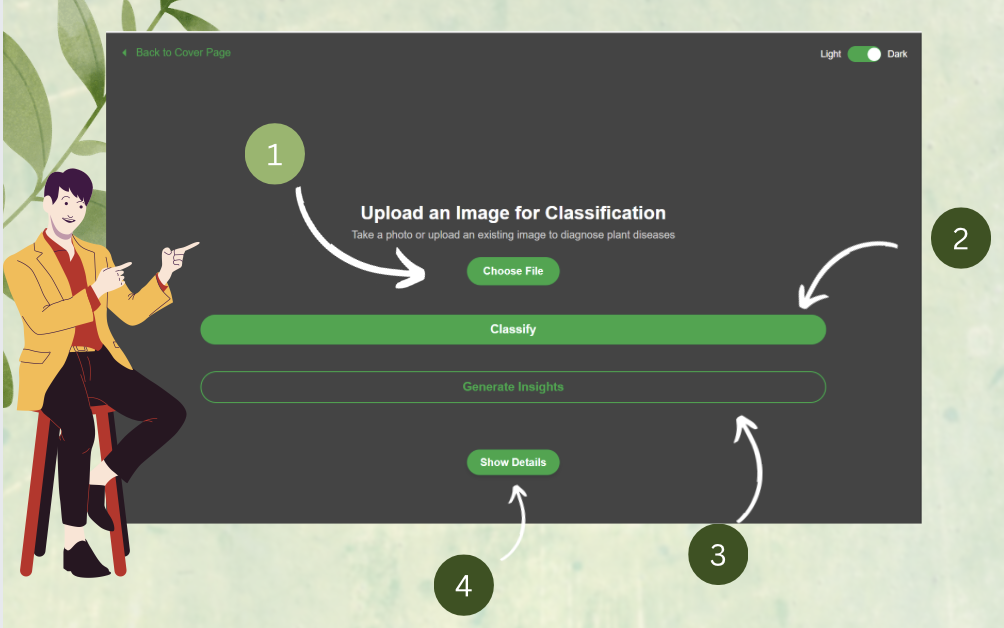 Back to Cover Page
Light Dark
1
Upload an Image for Classification
2
Take a photo or upload an existing image to diagnose plant diseases
Choose File
Classify
Generate Insights
Show Details
3
4